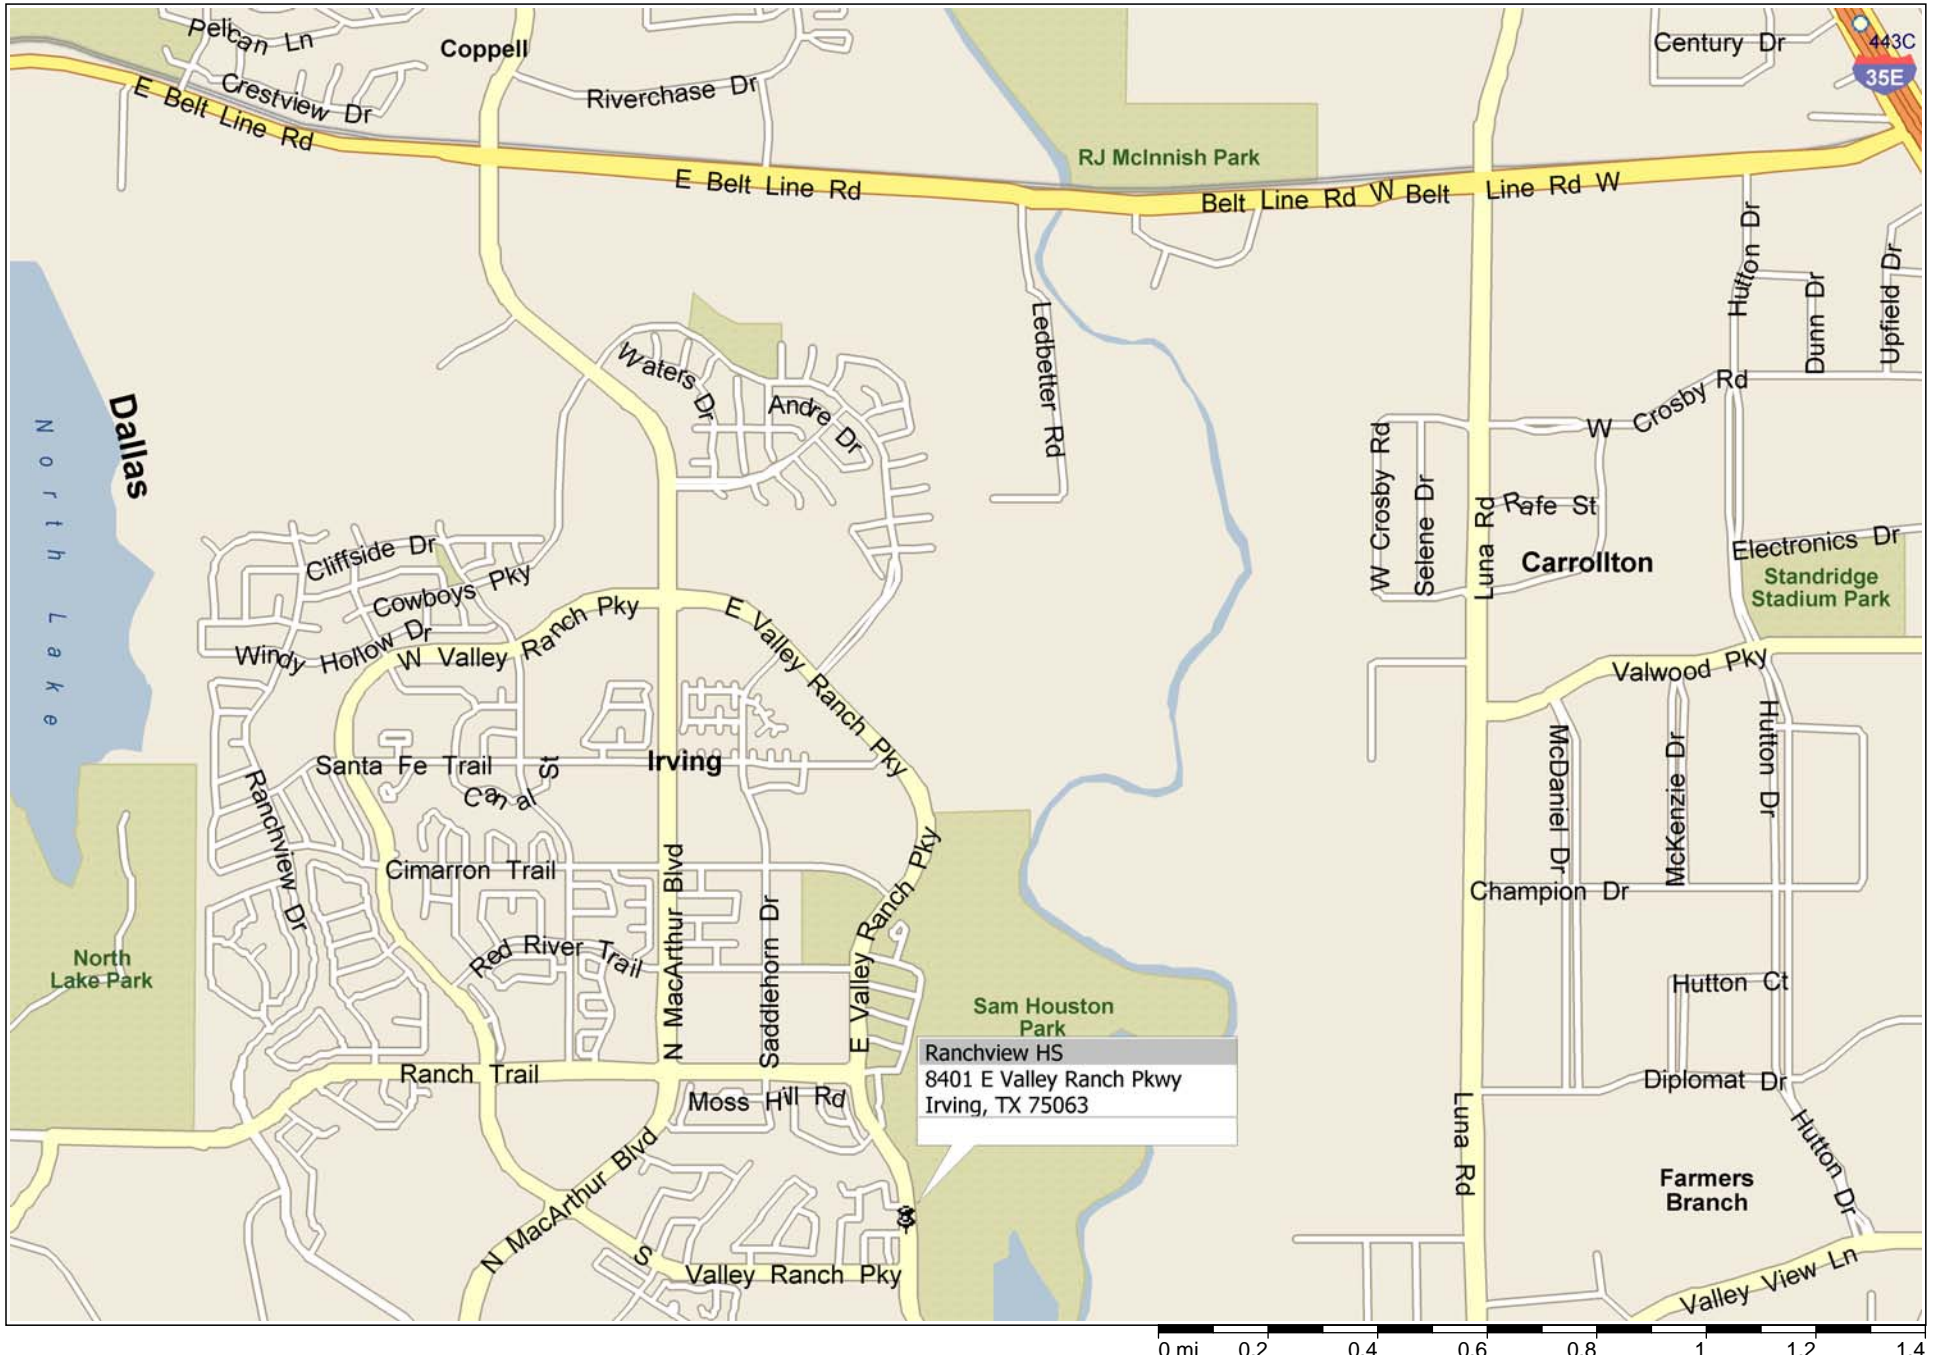 Pelican Ln
Coppell
Century Dr
443C
35E
Crestview Dr
Riverchase Dr
E Belt Line Rd
RJ McInnish Park
E Belt Line Rd
Belt Line Rd W Belt Line Rd W
Hutton Dr
Dunn Dr
Upfield Dr
Ledbetter Rd
Waters Dr
Andre Dr
Dallas
North Lake
W Crosby Rd
W Crosby Rd
Selene Dr
Luna Rd
Rafe St
Carrollton
Electronics Dr
Standridge
Stadium Park
Cliffside Dr
Cowboys Pky
Windy Hollow Dr
W Valley Ranch Pky
E Valley Ranch Pky
Valwood Pky
McDaniel Dr
McKenzie Dr
Hutton Dr
Santa Fe Trail
Canal St
Irving
Ranchview Dr
Cimarron Trail
N MacArthur Blvd
Saddlehorn Dr
E Valley Ranch Pky
Champion Dr
Red River Trail
North
Lake Park
Hutton Ct
Sam Houston
Park
Ranchview HS
8401 E Valley Ranch Pkwy
Irving, TX 75063
Ranch Trail
Moss Hill Rd
Diplomat Dr
Luna Rd
Hutton Dr
Farmers
Branch
N MacArthur Blvd
S Valley Ranch Pky
Valley View Ln
0 mi 0.2 0.4 0.6 0.8 1 1.2 1.4